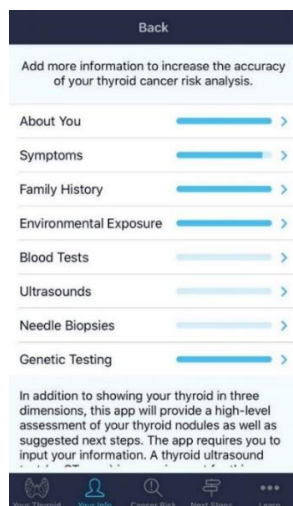 Back
Add more information to increase the accuracy
of your thyroid cancer risk analysis.
About You
Symptoms
Family History
Environmental Exposure
Blood Tests
Ultrasounds
Needle Biopsies
Genetic Testing
In addition to showing your thyroid in three
dimensions, this app will provide a high-level
assessment of your thyroid nodules as well as
suggested next steps. The app requires you to
input your information. A thyroid ultrasound
Your Thyroid Your Info Cancer Risk Next Steps Learn